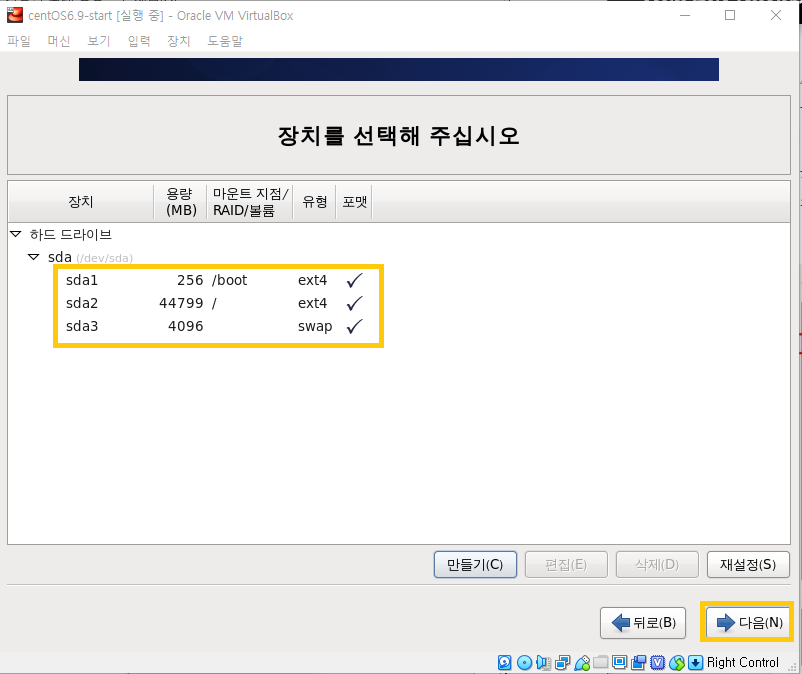 centOS6.9-start [실행 중] - Oracle VM VirtualBox
파일 머신 보기 입력 장치 도움말
장치를 선택해 주십시오
장치 용량 (MB) 마운트 지점/ RAID/볼륨 유형 포맷
하드 드라이브
sda (/dev/sda)
sda1 256 /boot ext4 ✓
sda2 44799 / ext4 ✓
sda3 4096 swap ✓
만들기(C) 편집(E) 삭제(D) 재설정(S)
뒤로(B) 다음(N)
Right Control